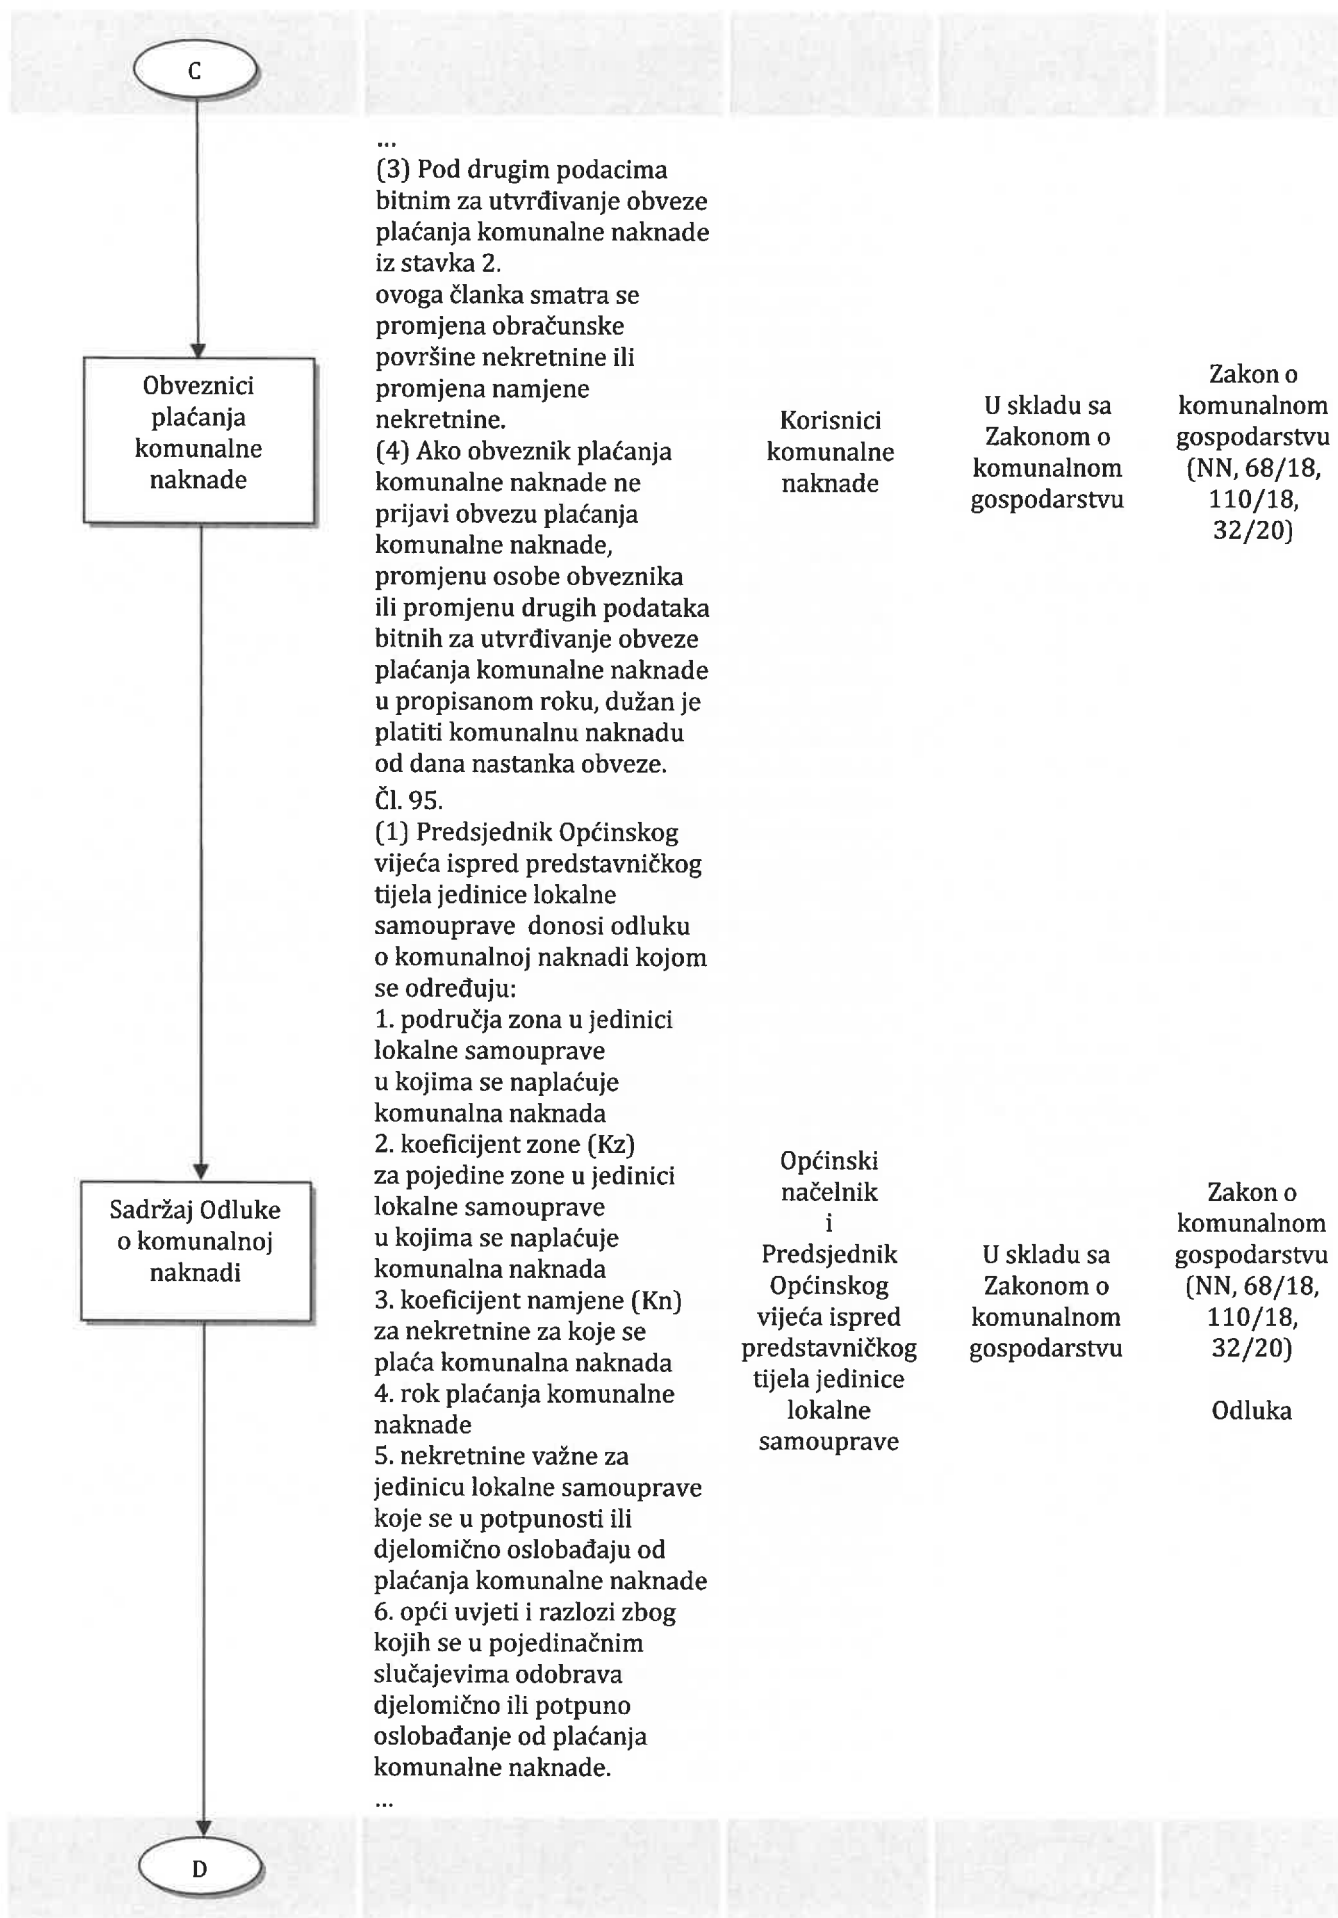 C
...
(3) Pod drugim podacima
bitnim za utvrđivanje obveze
plaćanja komunalne naknade
iz stavka 2.
ovoga članka smatra se
promjena obračunske
površine nekretnine ili
promjena namjene
nekretnine.
(4) Ako obveznik plaćanja
komunalne naknade ne
prijavi obvezu plaćanja
komunalne naknade,
promjenu osobe obveznika
ili promjenu drugih podataka
bitnih za utvrđivanje obveze
plaćanja komunalne naknade
u propisanom roku, dužan je
platiti komunalnu naknadu
od dana nastanka obveze.
Obveznici
plaćanja
komunalne
naknade
Korisnici
komunalne
naknade
U skladu sa
Zakonom o
komunalnom
gospodarstvu
Zakon o
komunalnom
gospodarstvu
(NN, 68/18,
110/18,
32/20)
Čl. 95.
(1) Predsjednik Općinskog
vijeća ispred predstavničkog
tijela jedinice lokalne
samouprave donosi odluku
o komunalnoj naknadi kojom
se određuju:
1. područja zona u jedinici
lokalne samouprave
u kojima se naplaćuje
komunalna naknada
2. koeficijent zone (Kz)
za pojedine zone u jedinici
lokalne samouprave
u kojima se naplaćuje
komunalna naknada
3. koeficijent namjene (Kn)
za nekretnine za koje se
plaća komunalna naknada
4. rok plaćanja komunalne
naknade
5. nekretnine važne za
jedinicu lokalne samouprave
koje se u potpunosti ili
djelomično oslobađaju od
plaćanja komunalne naknade
6. opći uvjeti i razlozi zbog
kojih se u pojedinačnim
slučajevima odobrava
djelomično ili potpuno
oslobađanje od plaćanja
komunalne naknade.
...
Sadržaj Odluke
o komunalnoj
naknadi
Općinski
načelnik
i
Predsjednik
Općinskog
vijeća ispred
predstavničkog
tijela jedinice
lokalne
samouprave
U skladu sa
Zakonom o
komunalnom
gospodarstvu
Zakon o
komunalnom
gospodarstvu
(NN, 68/18,
110/18,
32/20)
Odluka
D